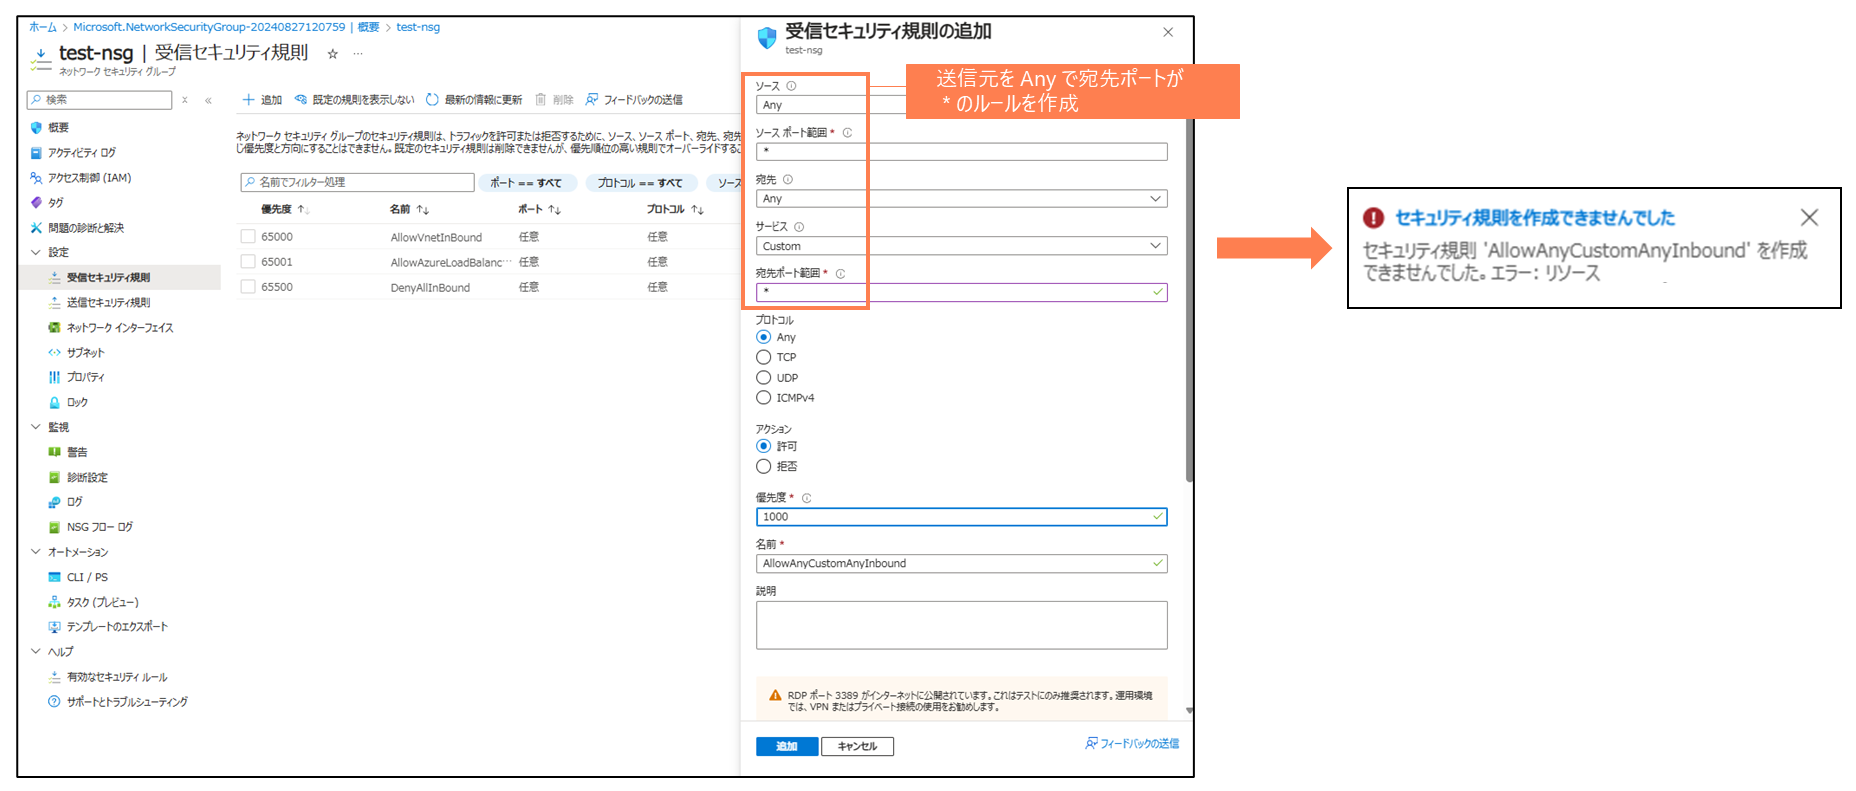 ホーム > Microsoft.NetworkSecurityGroup-20240827120759 | 概要 > test-nsg
test-nsg | 受信セキュリティ規則 ☆ …
ネットワーク セキュリティ グループ
検索
概要
アクティビティ ログ
アクセス制御 (IAM)
タグ
問題の診断と解決
設定
受信セキュリティ規則
送信セキュリティ規則
ネットワーク インターフェイス
サブネット
プロパティ
ロック
監視
警告
診断設定
ログ
NSG フロー ログ
オートメーション
CLI / PS
タスク (プレビュー)
テンプレートのエクスポート
ヘルプ
有効なセキュリティ ルール
サポートとトラブルシューティング
追加 既定の規則を表示しない 最新の情報に更新 削除 フィードバックの送信
ネットワーク セキュリティ グループのセキュリティ規則は、トラフィックを許可または拒否するために、ソース、ソース ポート、宛先、宛先
じ優先度と方向にすることはできません。既定のセキュリティ規則は削除できませんが、優先順位の高い規則でオーバーライドするこ
名前でフィルター処理 ポート == すべて プロトコル == すべて ソース
優先度 ↑↓ 名前 ↑↓ ポート ↑↓ プロトコル ↑↓
65000 AllowVnetInBound 任意 任意
65001 AllowAzureLoadBalanc… 任意 任意
65500 DenyAllInBound 任意 任意
受信セキュリティ規則の追加
test-nsg
送信元を Any で宛先ポートが
* のルールを作成
ソース
Any
ソース ポート範囲 *
*
宛先
Any
サービス
Custom
宛先ポート範囲 *
*
プロトコル
Any
TCP
UDP
ICMPv4
アクション
許可
拒否
優先度 *
1000
名前 *
AllowAnyCustomAnyInbound
説明
RDP ポート 3389 がインターネットに公開されています。これはテストにのみ推奨されます。運用環境
では、VPN またはプライベート接続の使用をお勧めします。
追加 キャンセル フィードバックの送信
セキュリティ規則を作成できませんでした
セキュリティ規則 'AllowAnyCustomAnyInbound' を作成
できませんでした。エラー: リソース